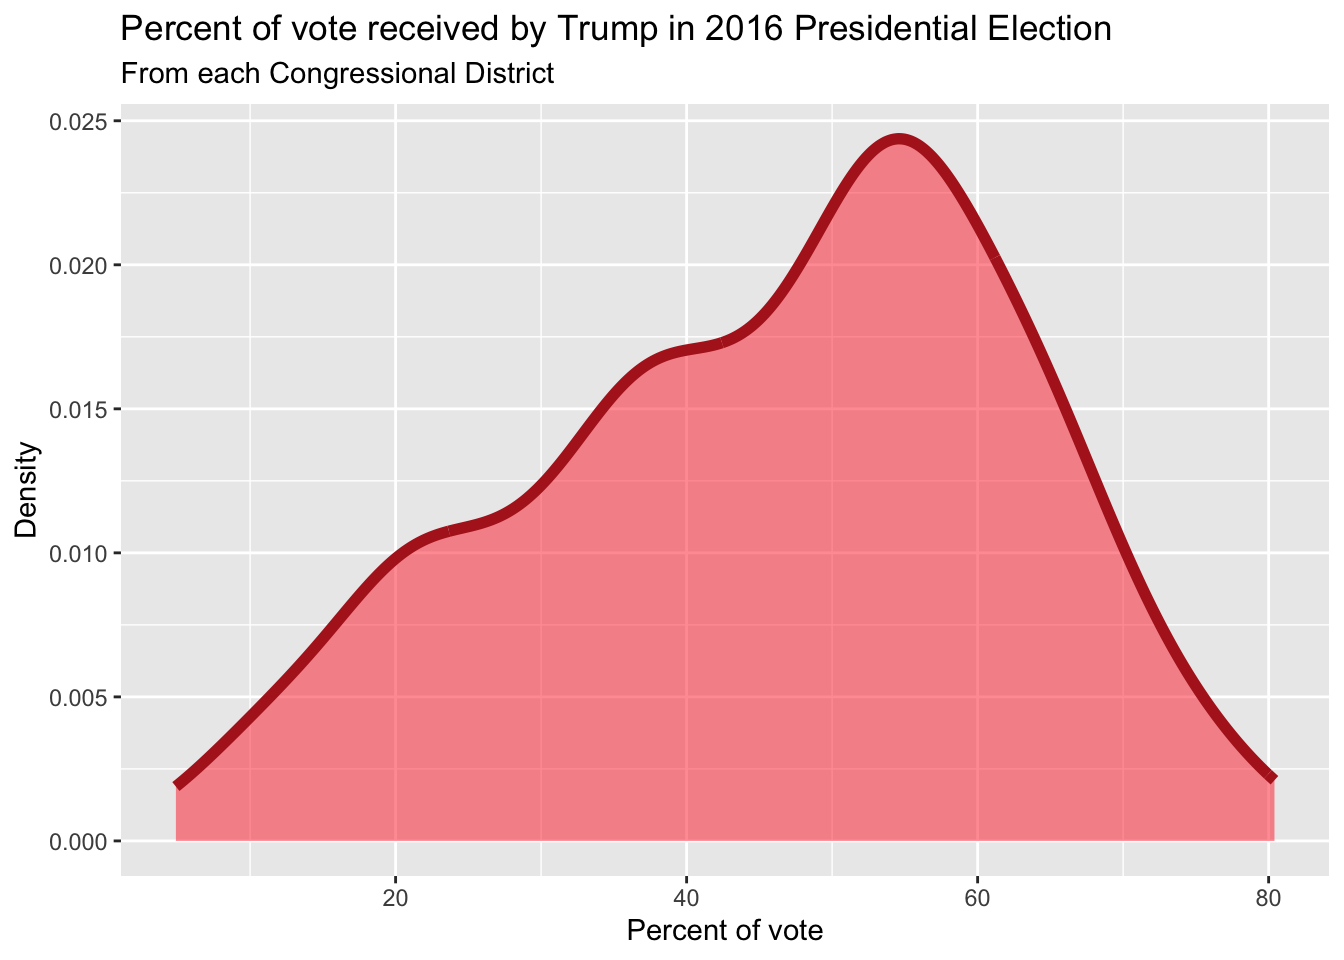 Percent of vote received by Trump in 2016 Presidential Election
From each Congressional District
0.025
0.020
0.015
0.010
0.005
0.000
Density
20 40 60 80
Percent of vote